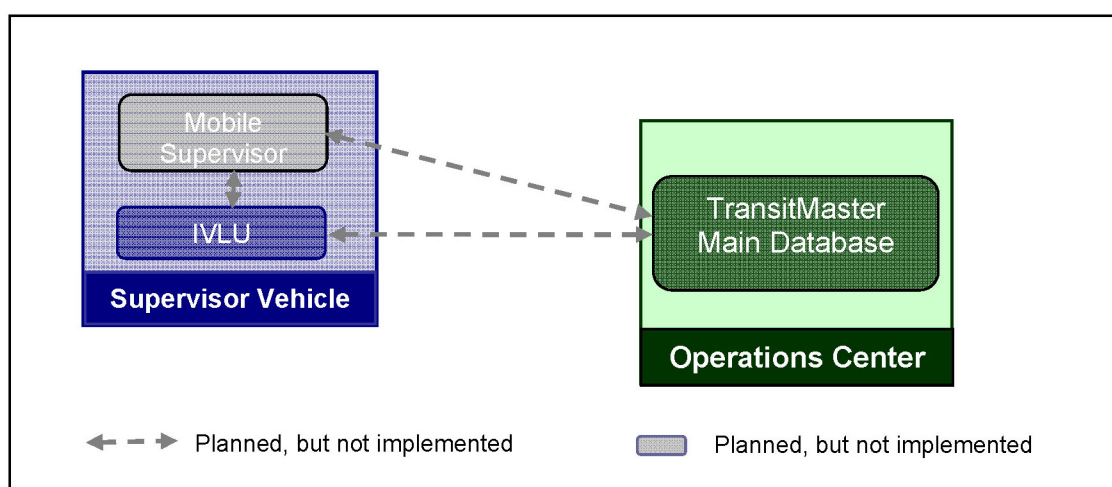 Mobile
Supervisor
IVLU
Supervisor Vehicle
TransitMaster
Main Database
Operations Center
Planned, but not implemented
Planned, but not implemented